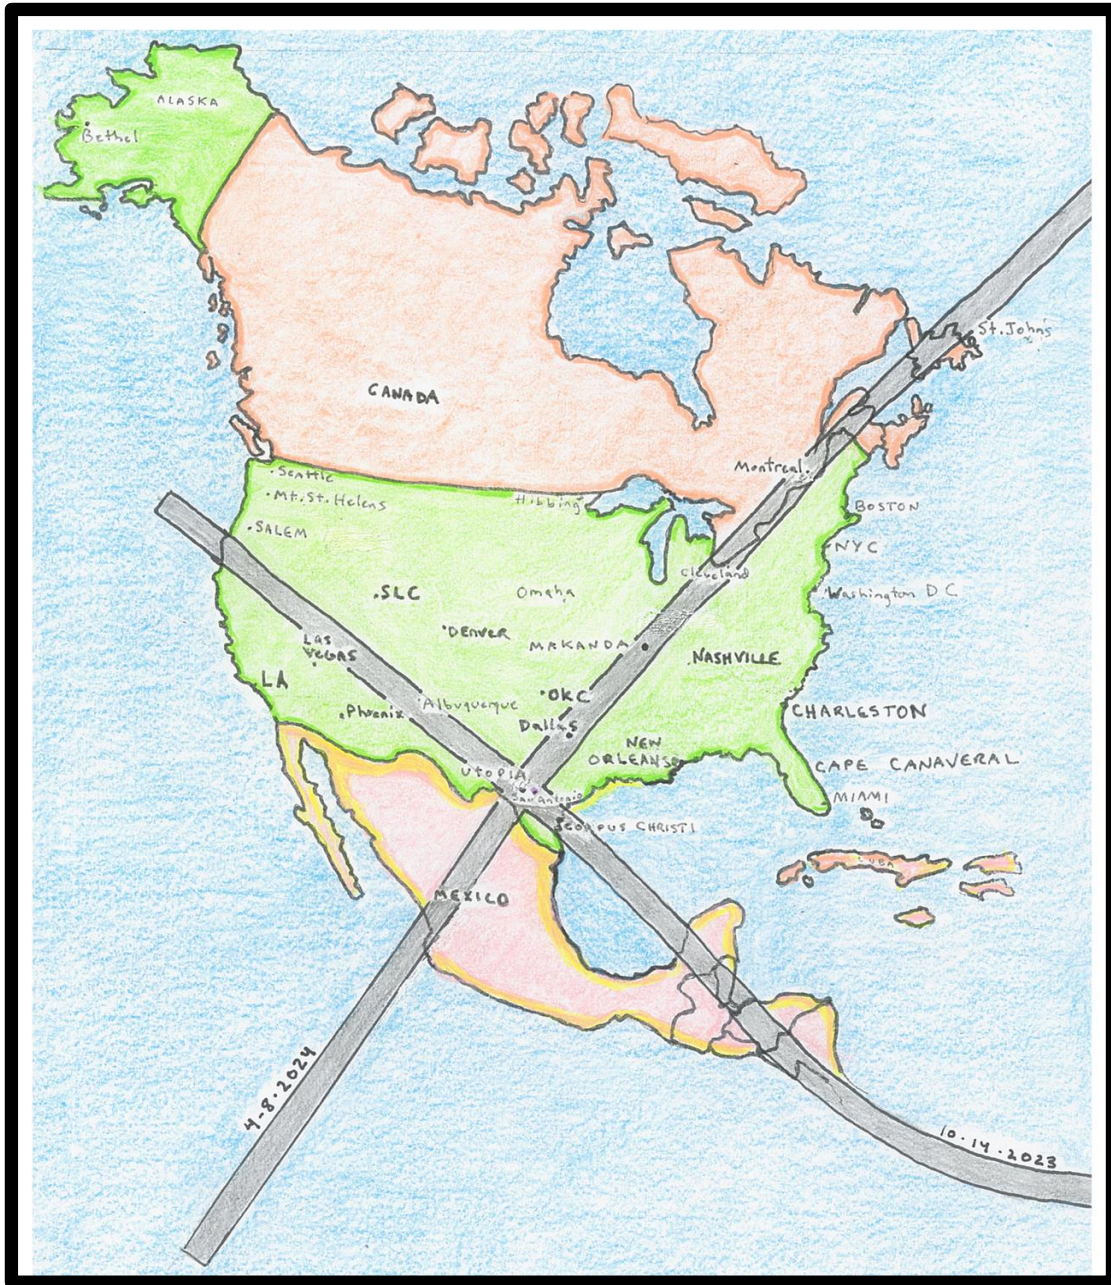 ALASKA
Bethel
St. John's
CANADA
Montreal
Seattle
Mt. St. Helens
Hibbing
BOSTON
SALEM
NYC
Cleveland
SLC
Omaha
Washington DC
DENVER
MAKANDA
LAS
VEGAS
NASHVILLE
LA
OKC
Albuquerque
Phoenix
CHARLESTON
Dallas
NEW
ORLEANS
UTOPIA
CAPE CANAVERAL
San Antonio
MIAMI
CORPUS CHRISTI
CUBA
MEXICO
4-8-2024
10-14-2023